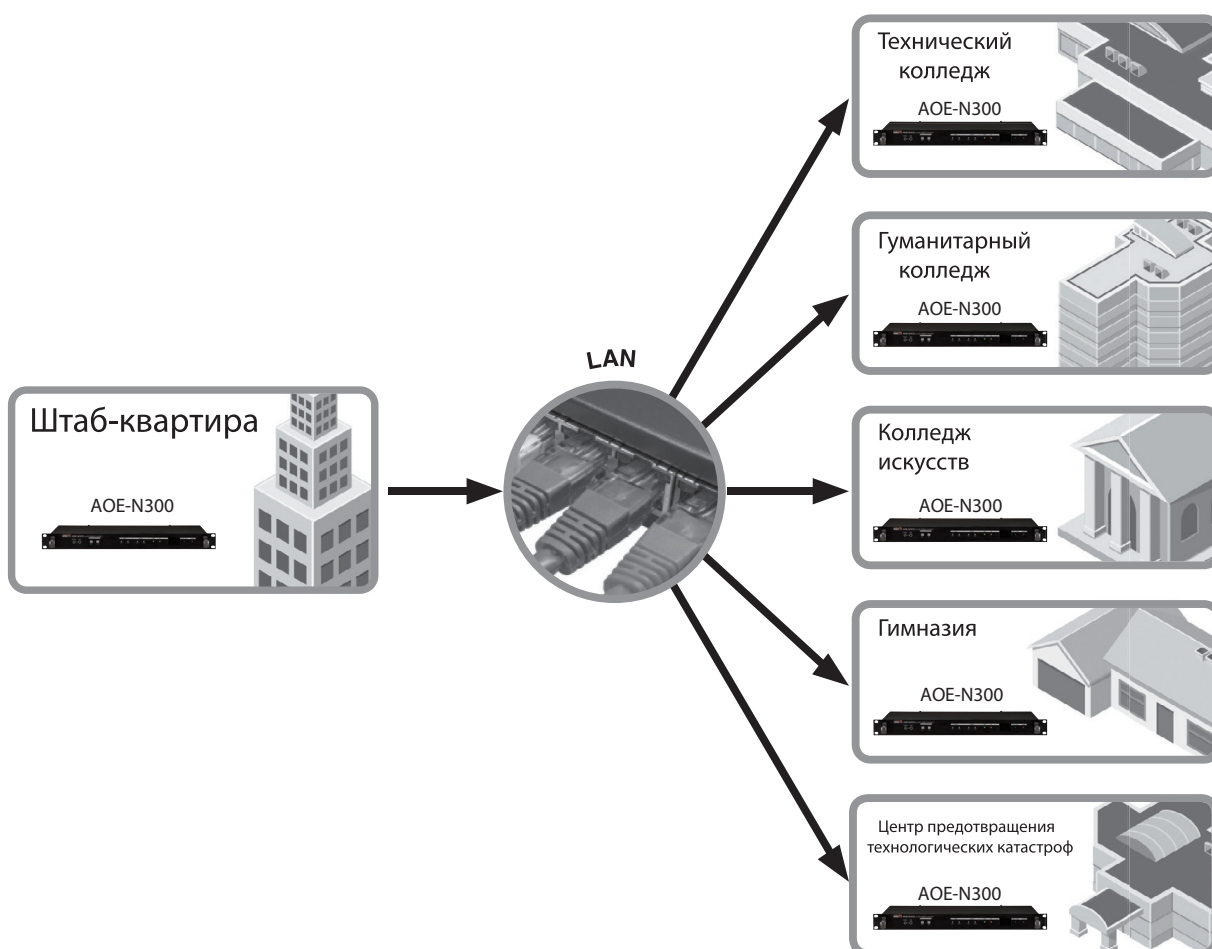 Штаб-квартира
AOE-N300
LAN
Технический
колледж
AOE-N300
Гуманитарный
колледж
AOE-N300
Колледж
искусств
AOE-N300
Гимназия
AOE-N300
Центр предотвращения
технологических катастроф
AOE-N300